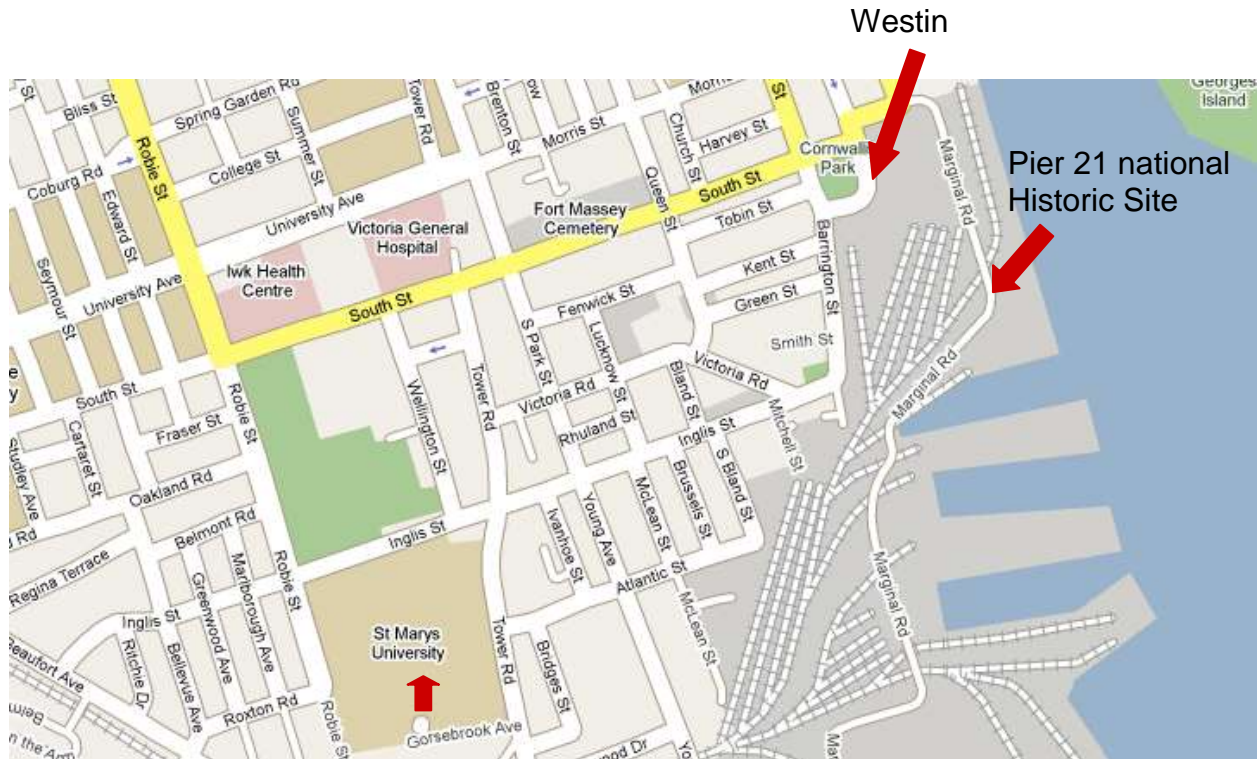 Westin
Pier 21 national
Historic Site
Georges
Island
Bliss St
Spring Garden Rd
Summer St
Tower Rd
Brenton St
Morris St
Church St
Harvey St
St
Cornwal
Park
Marginal Rd
Robie St
College St
Coburg Rd
Edward St
University Ave
Queen St
South St
Fort Massey
Cemetery
Tobin St
Victoria General
Hospital
Barrington St
Iwk Health
Centre
Kent St
Seymour St
University Ave
South St
Fenwick St
Green St
S Park St
Lucknow St
Smith St
Victoria Rd
Marginal Rd
South St
Robie St
Wellington St
Tower Rd
Victoria Rd
Bland St
Mitchell St
Cartaret St
Fraser St
Rhuland St
Inglis St
Studley Ave
Oakland Rd
S Bland St
Brussels St
McLean St
Young Ave
Ivanhoe St
Belmont Rd
Inglis St
Regina Terrace
Marlborough Ave
Greenwood Ave
Robie St
Atlantic St
McLean St
Marginal Rd
Inglis St
St Marys
University
Tower Rd
Beaufort Ave
Ritchie Dr
Bellevue Ave
Bridges St
Roxton Rd
Robie St
Gorsebrook Ave